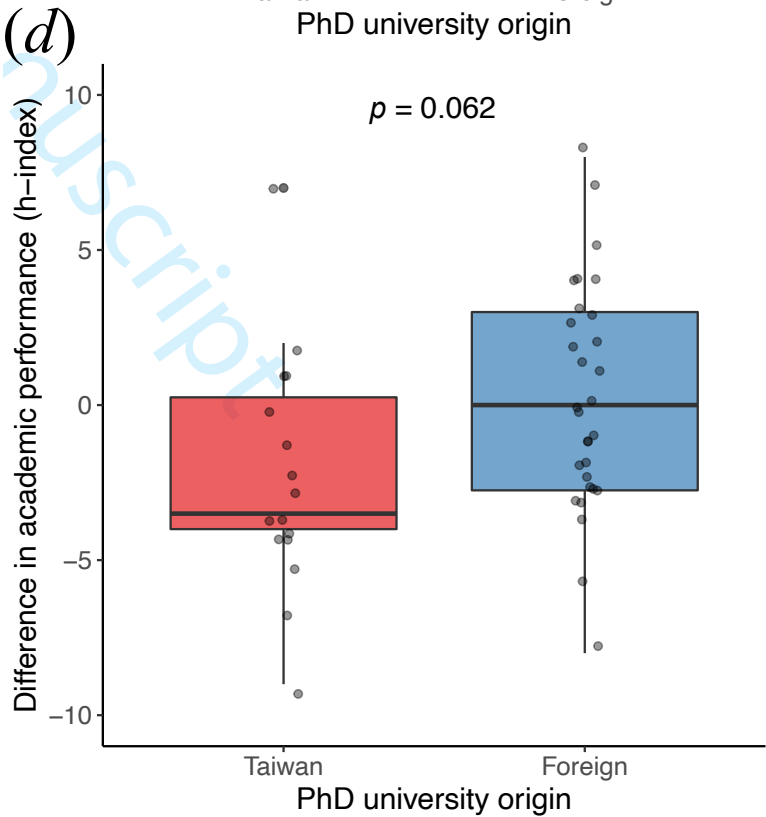 PhD university origin
(d)
10
p = 0.062
5
0
−5
−10
Difference in academic performance (h−index)
Taiwan
Foreign
PhD university origin
nuscript